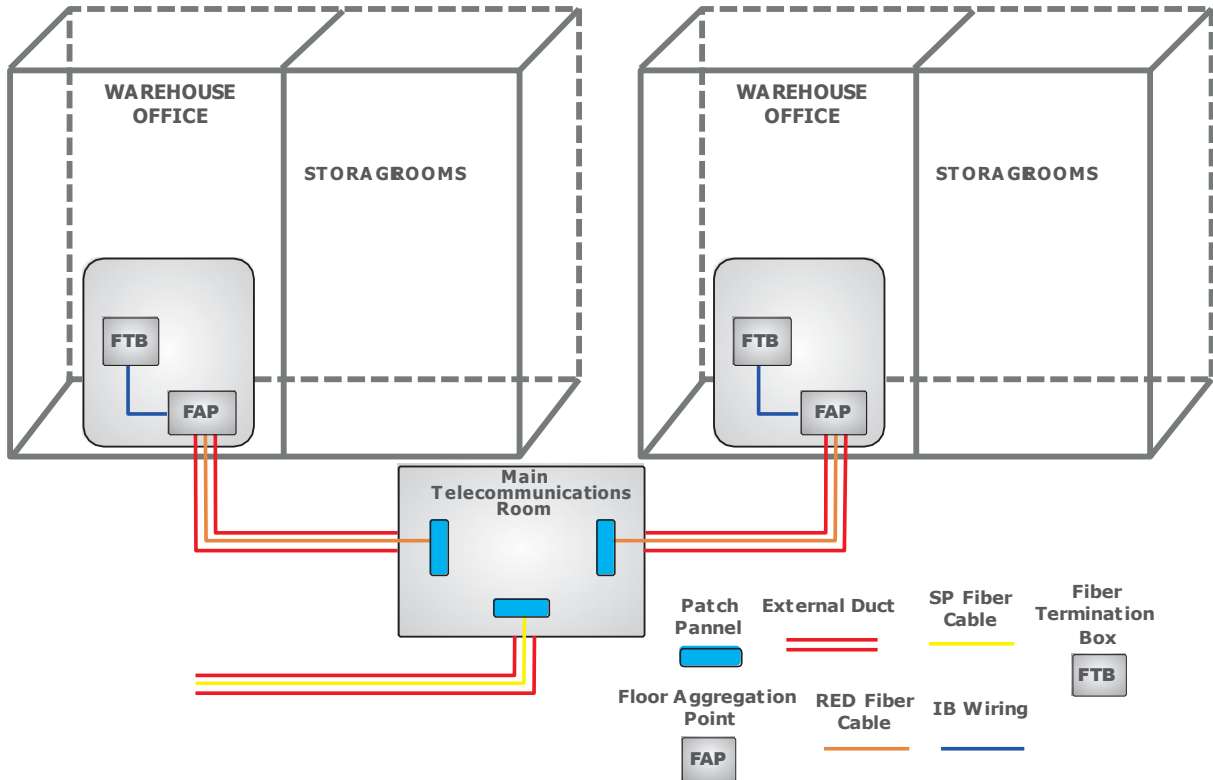 WAREHOUSE
OFFICE
STORAGEROOMS
FTB
FAP
WAREHOUSE
OFFICE
STORAGEROOMS
FTB
FAP
Main
Telecommunications
Room
Patch
Pannel
External Duct
SP Fiber
Cable
Fiber
Termination
Box
FTB
Floor Aggregation
Point
FAP
RED Fiber
Cable
IB Wiring